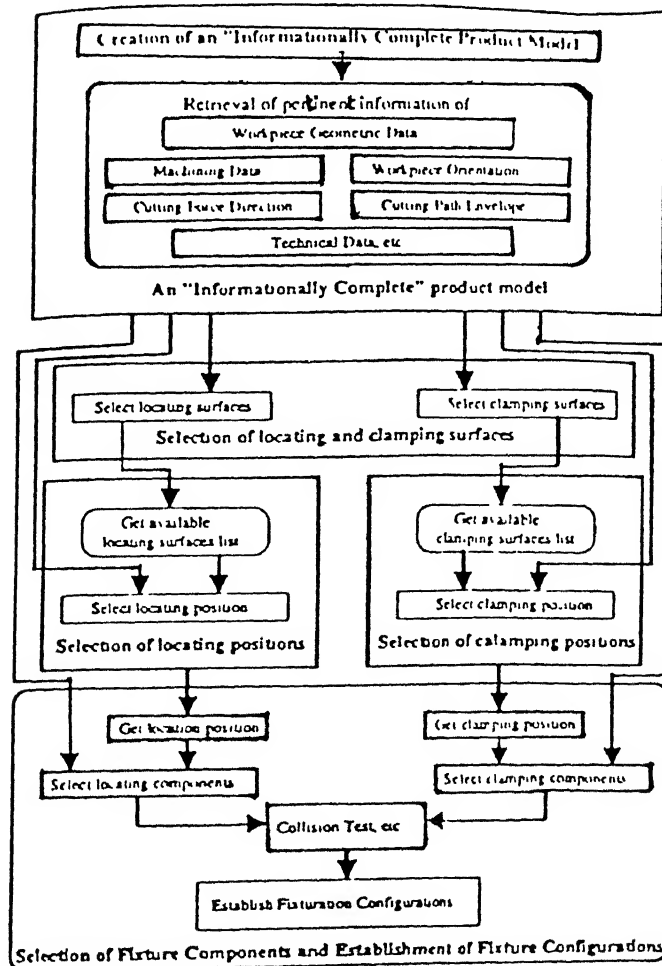 Creation of an "Informationally Complete Product Model
Retrieval of pertinent information of
Workpiece Geometric Data
Machining Data
Workpiece Orientation
Cutting Force Direction
Cutting Path Envelope
Technical Data, etc
An "Informationally Complete" product model
Select locating surfaces
Select clamping surfaces
Selection of locating and clamping surfaces
Get available
locating surfaces list
Get available
clamping surfaces list
Select locating position
Select clamping position
Selection of locating positions
Selection of calamping positions
Get location position
Get clamping position
Select locating components
Select clamping components
Collision Test, etc
Establish Fixturation Configurations
Selection of Fixture Components and Establishment of Fixture Configurations